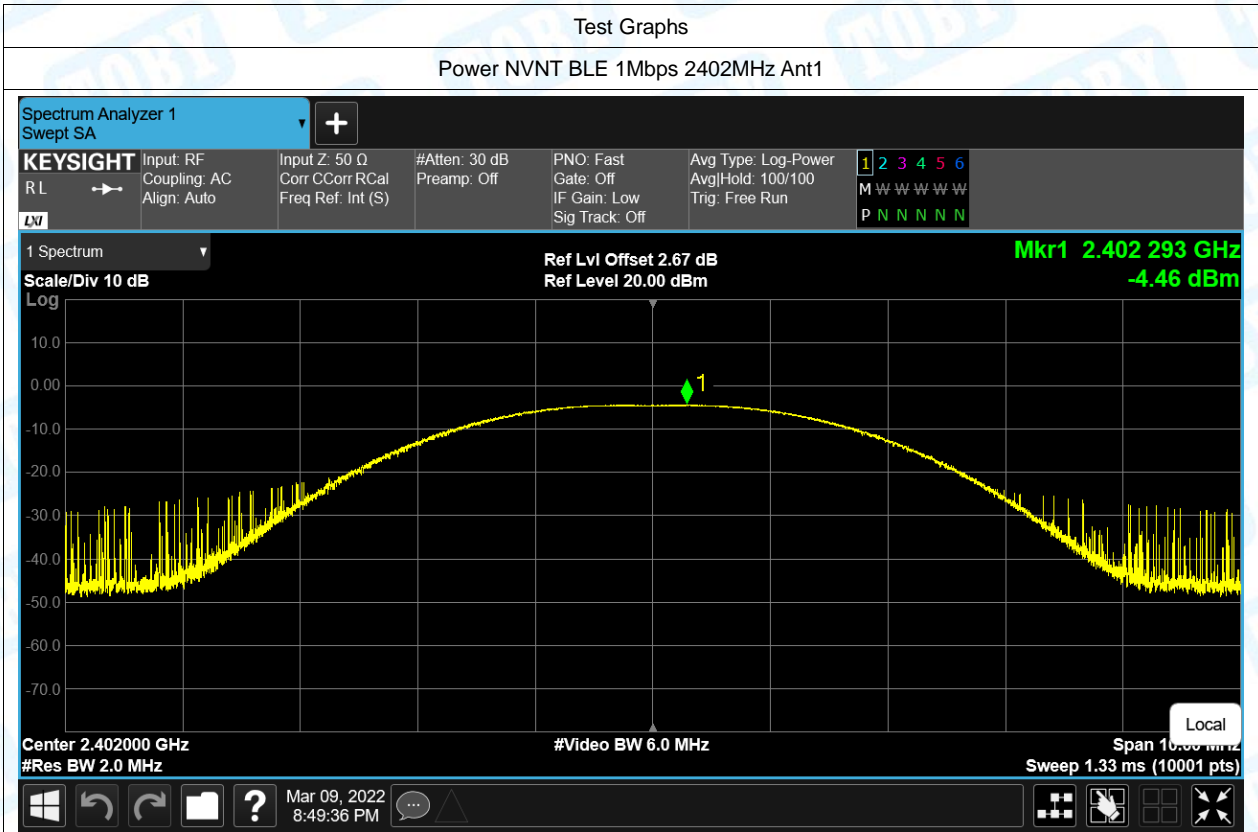 Test Graphs
Power NVNT BLE 1Mbps 2402MHz Ant1
Spectrum Analyzer 1
Swept SA
KEYSIGHT
R L
LXI
Input: RF
Coupling: AC
Align: Auto
Input Z: 50 Ω
Corr CCorr RCal
Freq Ref: Int (S)
#Atten: 30 dB
Preamp: Off
PNO: Fast
Gate: Off
IF Gain: Low
Sig Track: Off
Avg Type: Log-Power
Avg|Hold: 100/100
Trig: Free Run
1 2 3 4 5 6
M W W W W W
P N N N N N
1 Spectrum
Scale/Div 10 dB
Ref Lvl Offset 2.67 dB
Ref Level 20.00 dBm
Mkr1 2.402 293 GHz
-4.46 dBm
Log
10.0
0.00
-10.0
-20.0
-30.0
-40.0
-50.0
-60.0
-70.0
1
Local
Center 2.402000 GHz
#Video BW 6.0 MHz
Span
#Res BW 2.0 MHz
Sweep 1.33 ms (10001 pts)
?
Mar 09, 2022
8:49:36 PM
TOBY